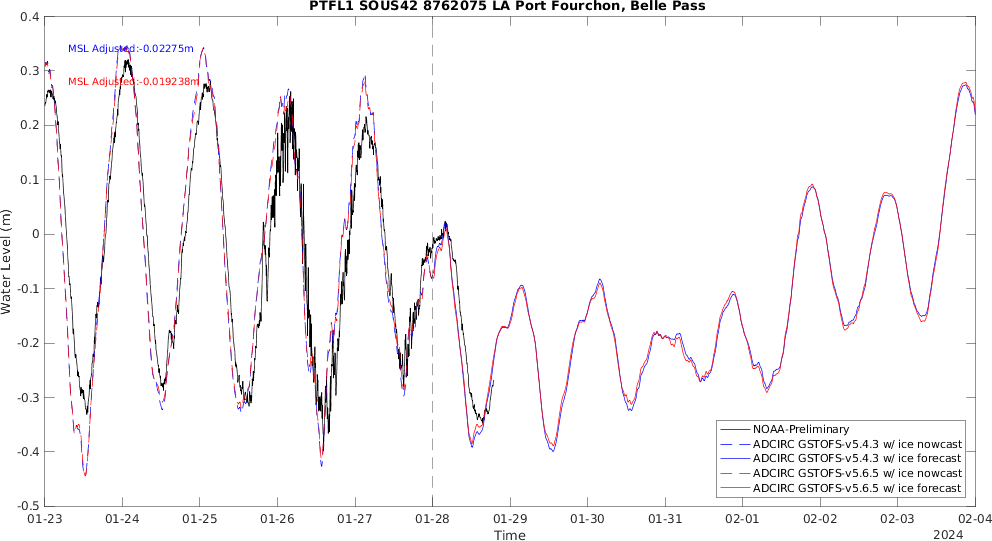 PTFL1 SOUS42 8762075 LA Port Fourchon, Belle Pass
0.4
0.3
0.2
0.1
0
-0.1
-0.2
-0.3
-0.4
-0.5
Water Level (m)
MSL Adjusted:-0.02275m
MSL Adjusted:-0.019238m
NOAA-Preliminary
ADCIRC GSTOFS-v5.4.3 w/ ice nowcast
ADCIRC GSTOFS-v5.4.3 w/ ice forecast
ADCIRC GSTOFS-v5.6.5 w/ ice nowcast
ADCIRC GSTOFS-v5.6.5 w/ ice forecast
01-23 01-24 01-25 01-26 01-27 01-28 01-29 01-30 01-31 02-01 02-02 02-03 02-04
Time
2024